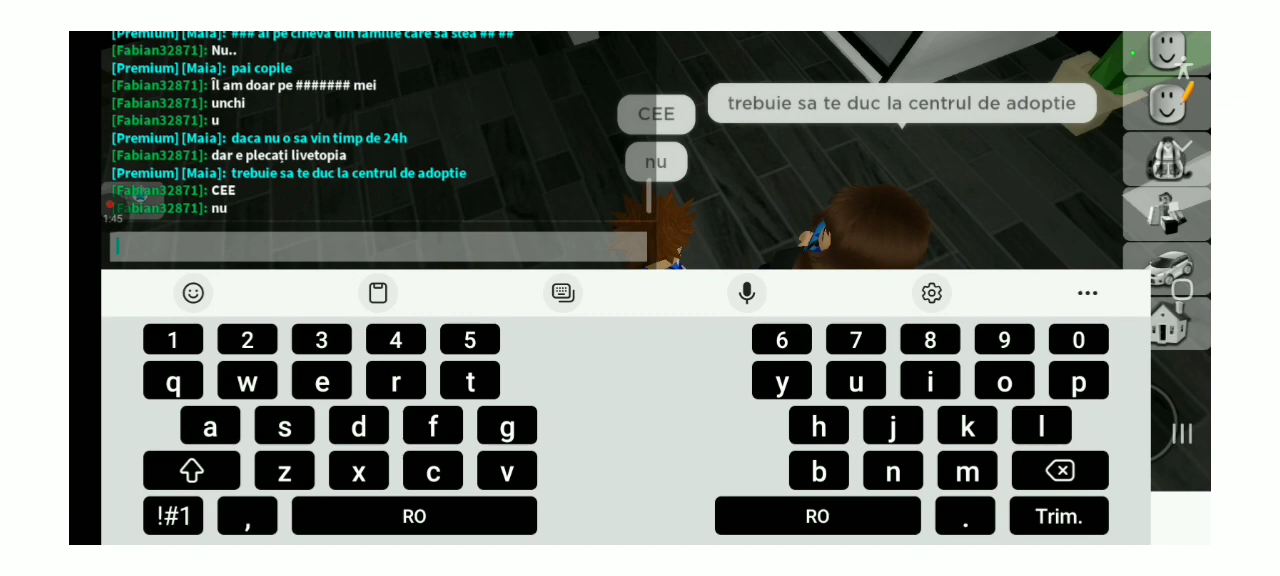 [Premium] [Maia]: ### ai pe cineva din familie care sa stea ## ##
[Fabian32871]: Nu..
[Premium] [Maia]: pai copile
[Fabian32871]: Îl am doar pe ####### mei
[Fabian32871]: unchi
[Fabian32871]: u
[Premium] [Maia]: daca nu o sa vin timp de 24h
[Fabian32871]: dar e plecați livetopia
[Premium] [Maia]: trebuie sa te duc la centrul de adoptie
[Fabian32871]: CEE
[Fabian32871]: nu
1:45
CEE
nu
trebuie sa te duc la centrul de adoptie
1 2 3 4 5 6 7 8 9 0
q w e r t y u i o p
a s d f g h j k l
z x c v b n m
!#1 , RO RO . Trim.